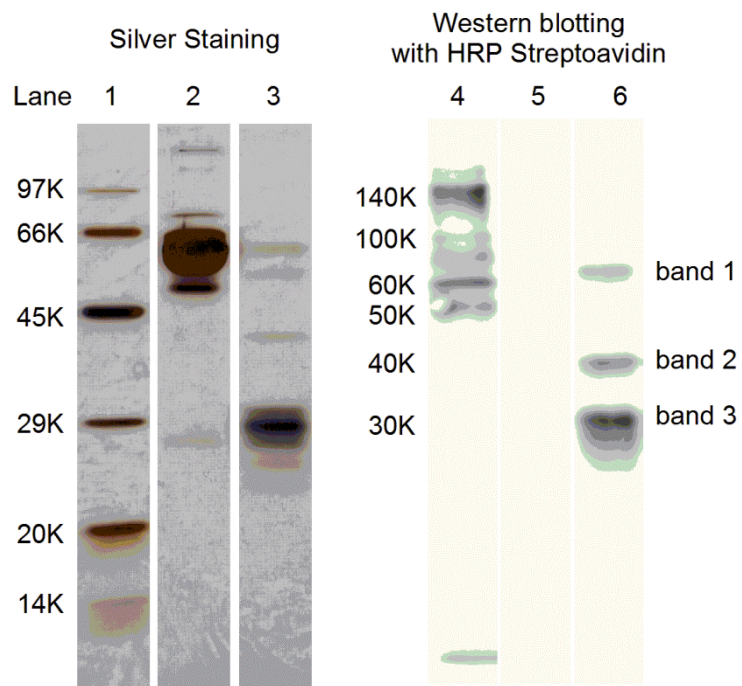 Silver Staining
Western blotting
with HRP Streptoavidin
Lane 1 2 3
4 5 6
97K
66K
45K
29K
20K
14K
140K
100K
60K
50K
40K
30K
band 1
band 2
band 3